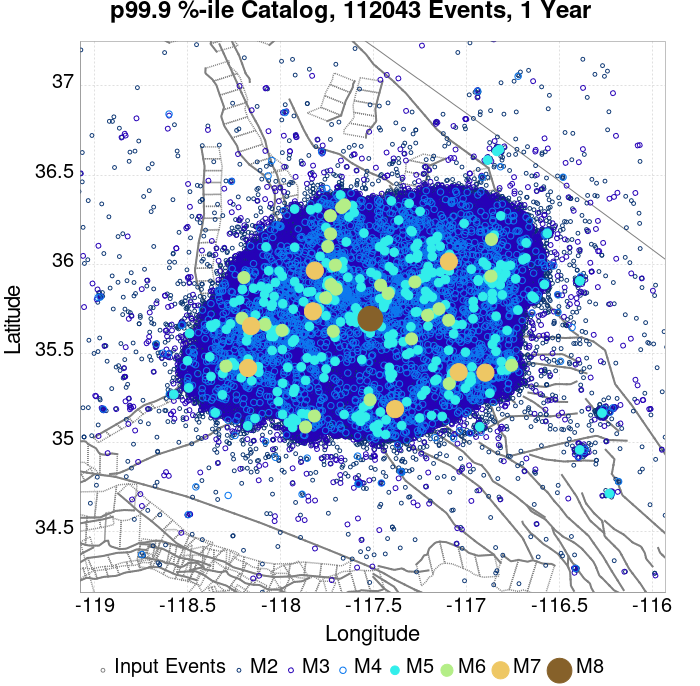 p99.9 %-ile Catalog, 112043 Events, 1 Year
37
36.5
36
35.5
35
34.5
Latitude
-119 -118.5 -118 -117.5 -117 -116.5 -116
Longitude
Input Events M2 M3 M4 M5 M6 M7 M8